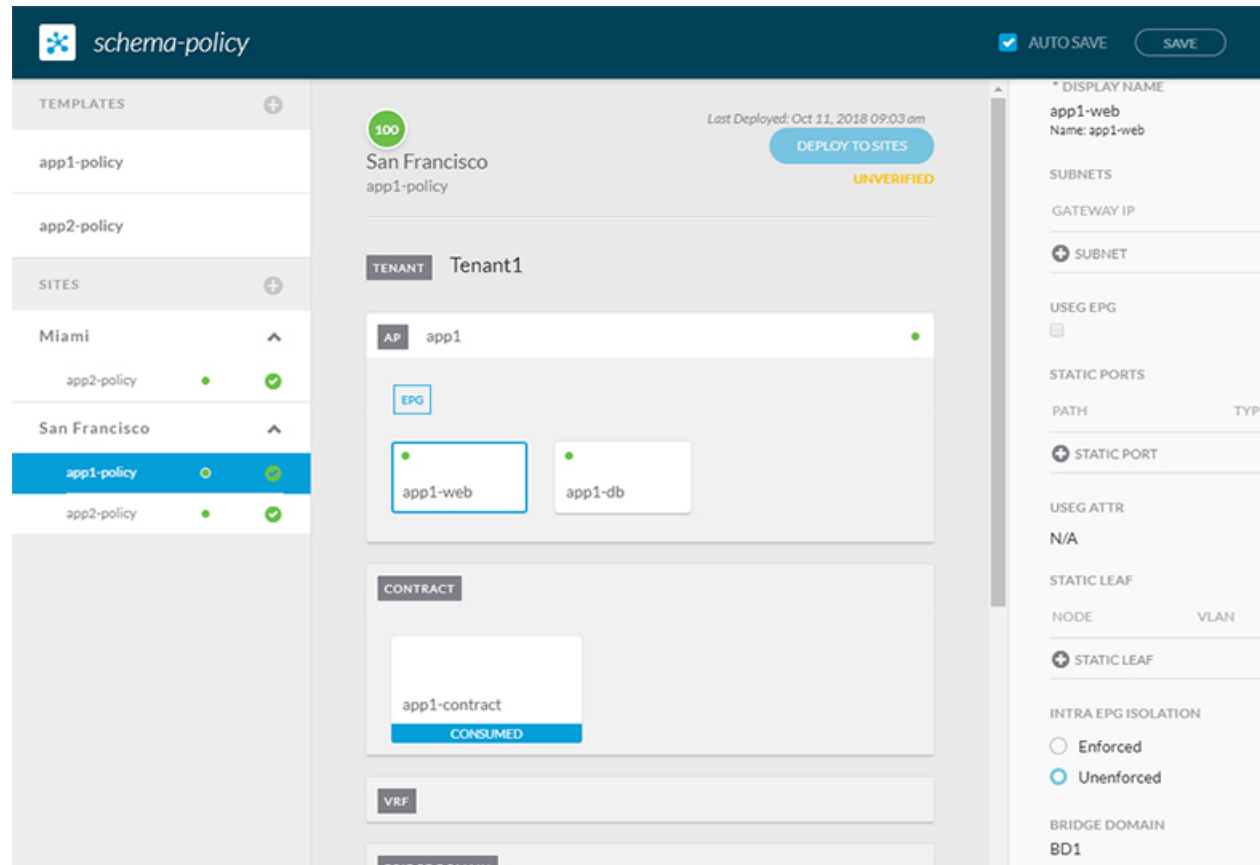 schema-policy
AUTO SAVE
SAVE
TEMPLATES
app1-policy
app2-policy
SITES
Miami
app2-policy
San Francisco
app1-policy
app2-policy
100
San Francisco
app1-policy
Last Deployed: Oct 11, 2018 09:03 am
DEPLOY TO SITES
UNVERIFIED
TENANT Tenant1
AP app1
EPG
app1-web
app1-db
CONTRACT
app1-contract
CONSUMED
VRF
BRIDGE DOMAIN
* DISPLAY NAME
app1-web
Name: app1-web
SUBNETS
GATEWAY IP
SUBNET
USEG EPG
STATIC PORTS
PATH TYP
STATIC PORT
USEG ATTR
N/A
STATIC LEAF
NODE VLAN
STATIC LEAF
INTRA EPG ISOLATION
Enforced
Unenforced
BRIDGE DOMAIN
BD1